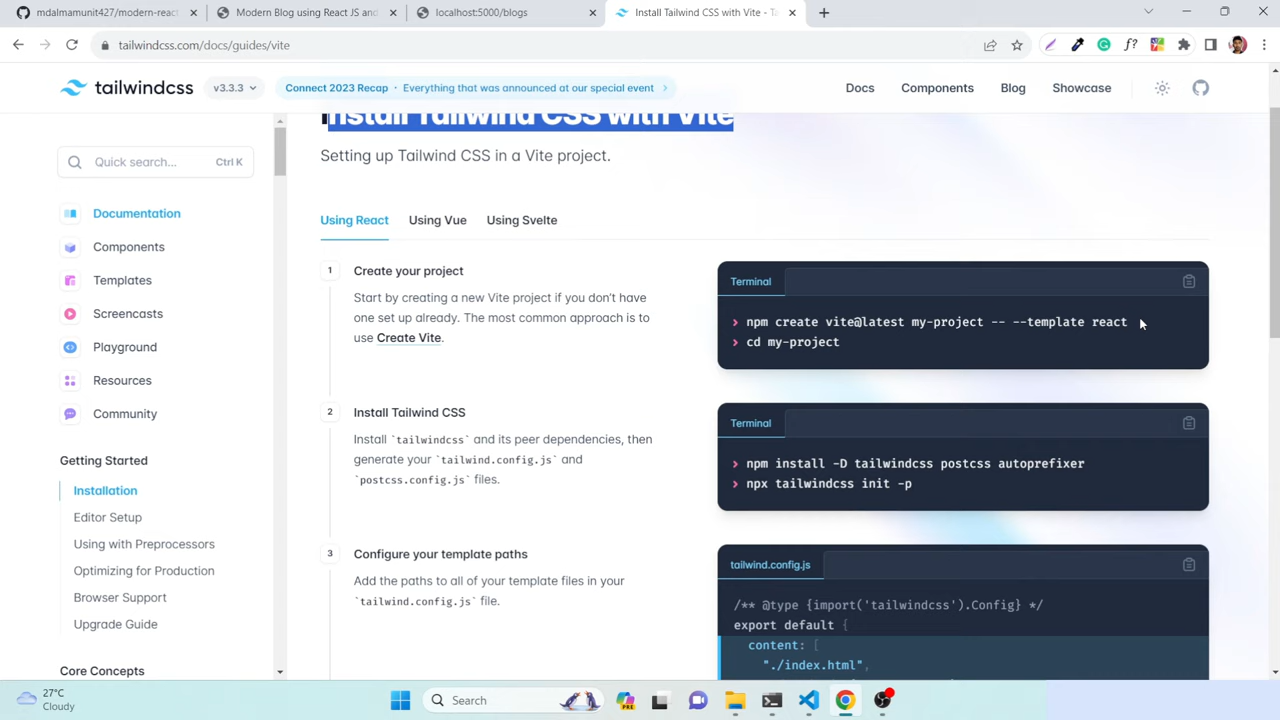 mdalmamunit427/modern-reac
Modern Blog using React JS and
localhost:5000/blogs
Install Tailwind CSS with Vite - Ta
tailwindcss.com/docs/guides/vite
tailwindcss
v3.3.3
Connect 2023 Recap · Everything that was announced at our special event
Docs
Components
Blog
Showcase
Install Tailwind CSS with Vite
Setting up Tailwind CSS in a Vite project.
Quick search...
Ctrl K
Documentation
Components
Templates
Screencasts
Playground
Resources
Community
Getting Started
Installation
Editor Setup
Using with Preprocessors
Optimizing for Production
Browser Support
Upgrade Guide
Core Concepts
Using React
Using Vue
Using Svelte
1
Create your project
Start by creating a new Vite project if you don't have
one set up already. The most common approach is to
use Create Vite.
Terminal
> npm create vite@latest my-project -- --template react
> cd my-project
2
Install Tailwind CSS
Install `tailwindcss` and its peer dependencies, then
generate your `tailwind.config.js` and
`postcss.config.js` files.
Terminal
> npm install -D tailwindcss postcss autoprefixer
> npx tailwindcss init -p
3
Configure your template paths
Add the paths to all of your template files in your
`tailwind.config.js` file.
tailwind.config.js
/** @type {import('tailwindcss').Config} */
export default {
content: [
"./index.html",
27°C
Cloudy
Search
PRE